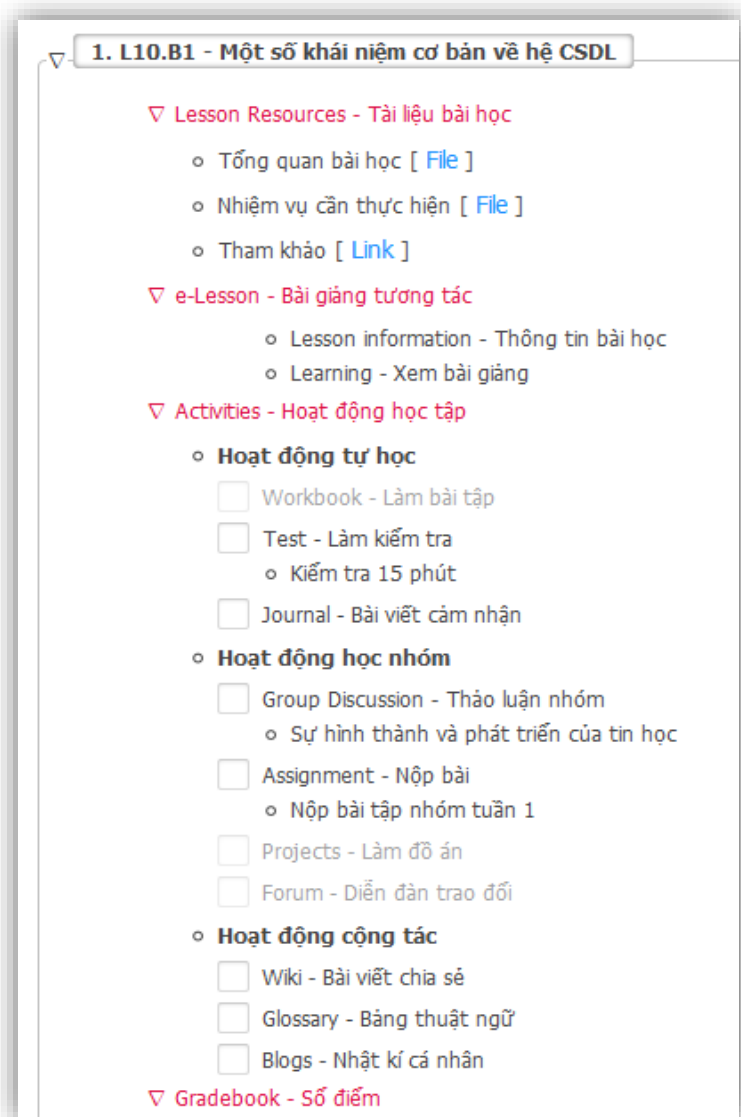 1. L10.B1 - Một số khái niệm cơ bản về hệ CSDL
Lesson Resources - Tài liệu bài học
Tổng quan bài học [ File ]
Nhiệm vụ cần thực hiện [ File ]
Tham khảo [ Link ]
e-Lesson - Bài giảng tương tác
Lesson information - Thông tin bài học
Learning - Xem bài giảng
Activities - Hoạt động học tập
Hoạt động tự học
Workbook - Làm bài tập
Test - Làm kiểm tra
Kiểm tra 15 phút
Journal - Bài viết cảm nhận
Hoạt động học nhóm
Group Discussion - Thảo luận nhóm
Sự hình thành và phát triển của tin học
Assignment - Nộp bài
Nộp bài tập nhóm tuần 1
Projects - Làm đồ án
Forum - Diễn đàn trao đổi
Hoạt động cộng tác
Wiki - Bài viết chia sẻ
Glossary - Bảng thuật ngữ
Blogs - Nhật kí cá nhân
Gradebook - Sổ điểm